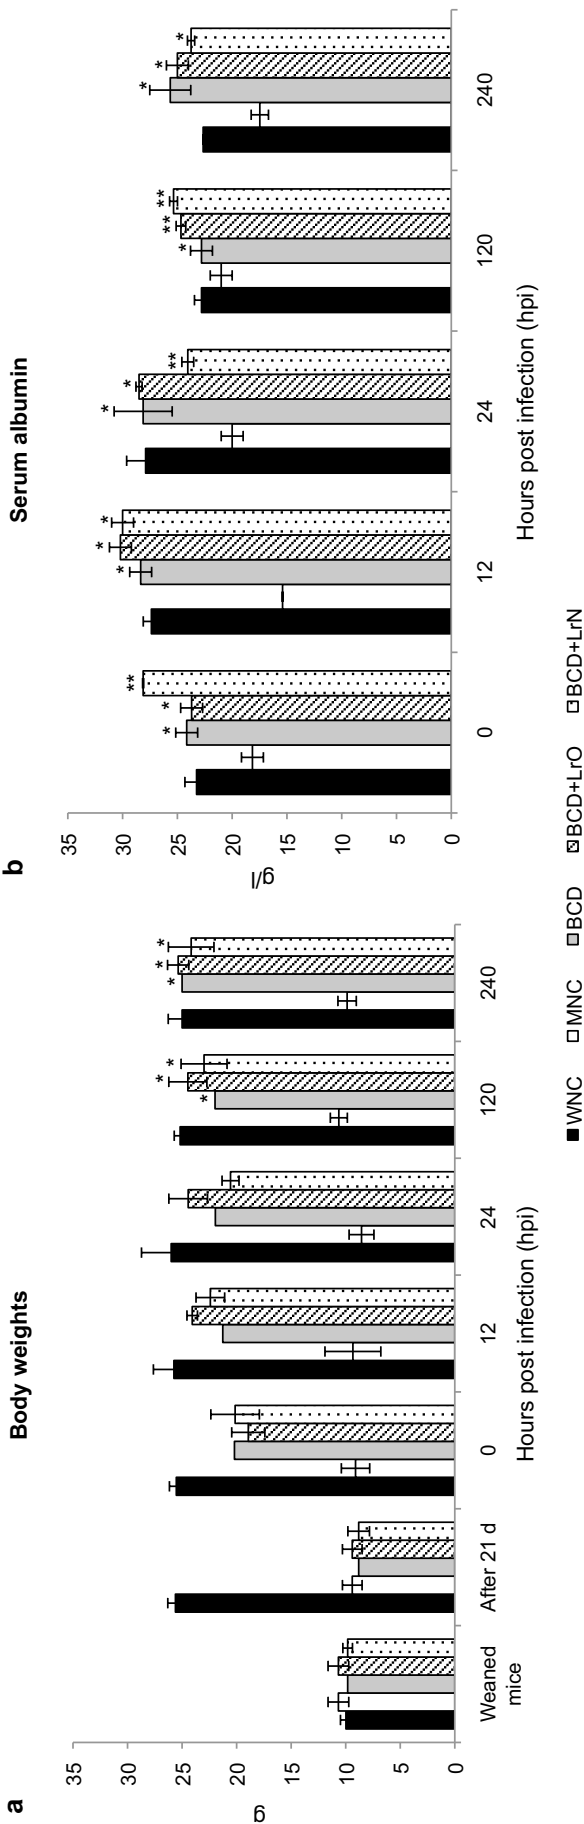 a
Body weights
g
35
30
25
20
15
10
5
0
* * *
* * *
Weaned mice
After 21 d
0
12
24
120
240
Hours post infection (hpi)
b
Serum albumin
g/l
35
30
25
20
15
10
5
0
* * **
* * *
* * **
* ** **
* * *
0
12
24
120
240
Hours post infection (hpi)
WNC MNC BCD BCD+LrO BCD+LrN